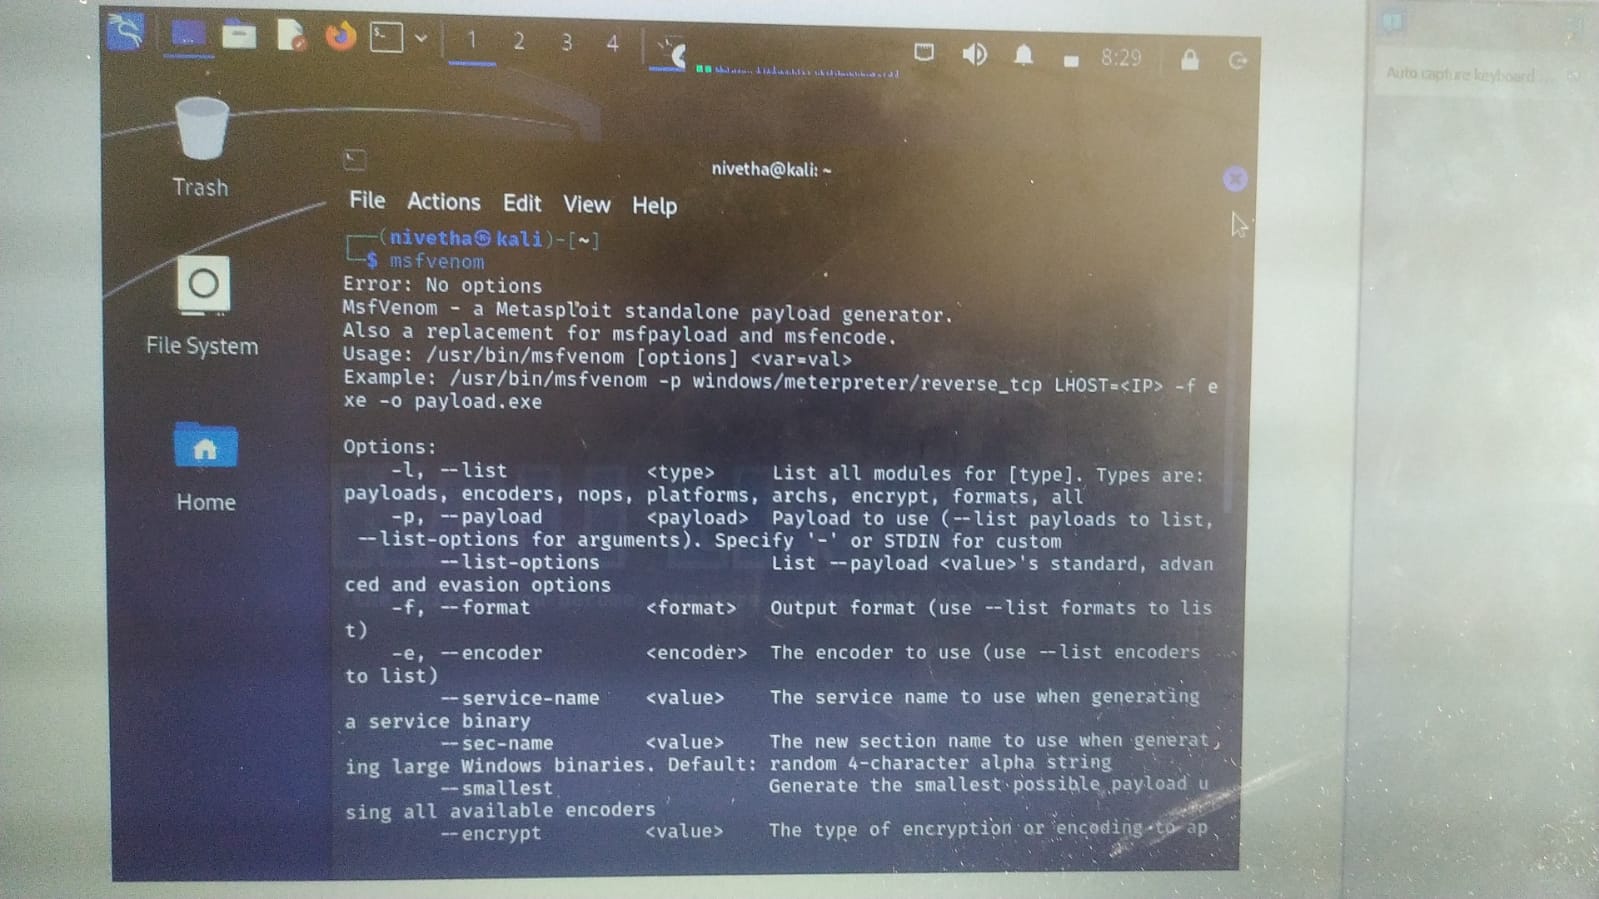 1 2 3 4 8:29
Auto capture keyboard ...
Trash
File System
Home
nivetha@kali: ~
File Actions Edit View Help
┌──(nivetha㉿kali)-[~]
└─$ msfvenom
Error: No options
MsfVenom - a Metasploit standalone payload generator.
Also a replacement for msfpayload and msfencode.
Usage: /usr/bin/msfvenom [options] <var=val>
Example: /usr/bin/msfvenom -p windows/meterpreter/reverse_tcp LHOST=<IP> -f e
xe -o payload.exe
Options:
-l, --list <type> List all modules for [type]. Types are:
payloads, encoders, nops, platforms, archs, encrypt, formats, all
-p, --payload <payload> Payload to use (--list payloads to list,
--list-options for arguments). Specify '-' or STDIN for custom
--list-options List --payload <value>'s standard, advan
ced and evasion options
-f, --format <format> Output format (use --list formats to lis
t)
-e, --encoder <encoder> The encoder to use (use --list encoders
to list)
--service-name <value> The service name to use when generating
a service binary
--sec-name <value> The new section name to use when generat
ing large Windows binaries. Default: random 4-character alpha string
--smallest Generate the smallest possible payload u
sing all available encoders
--encrypt <value> The type of encryption or encoding to ap